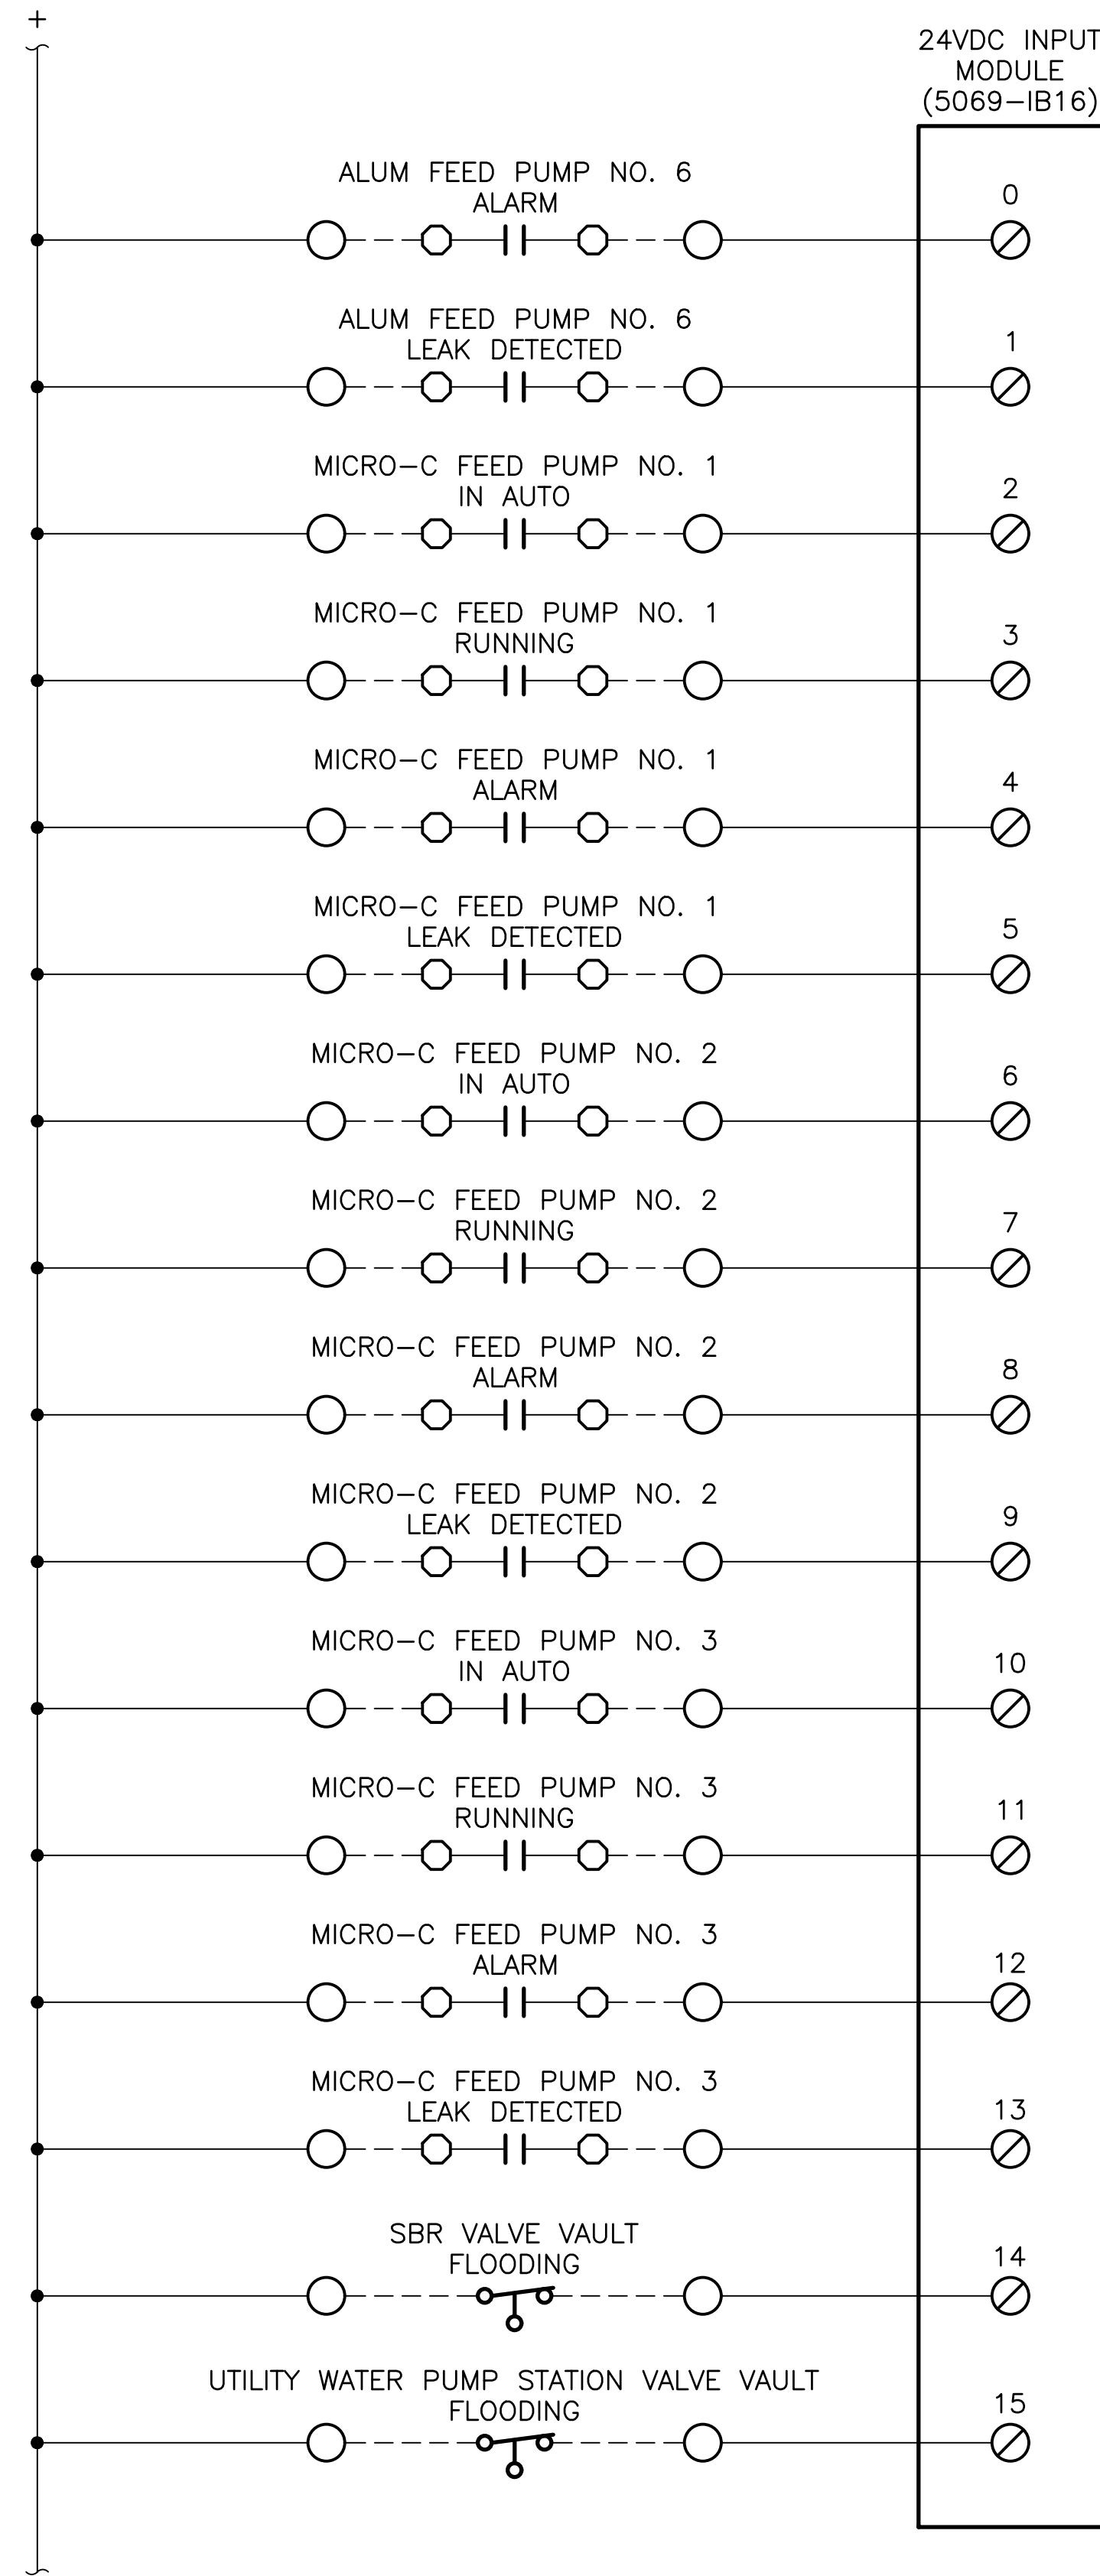 +
24VDC INPUT
MODULE
(5069-IB16)
ALUM FEED PUMP NO. 6
ALARM
0
ALUM FEED PUMP NO. 6
LEAK DETECTED
1
MICRO-C FEED PUMP NO. 1
IN AUTO
2
MICRO-C FEED PUMP NO. 1
RUNNING
3
MICRO-C FEED PUMP NO. 1
ALARM
4
MICRO-C FEED PUMP NO. 1
LEAK DETECTED
5
MICRO-C FEED PUMP NO. 2
IN AUTO
6
MICRO-C FEED PUMP NO. 2
RUNNING
7
MICRO-C FEED PUMP NO. 2
ALARM
8
MICRO-C FEED PUMP NO. 2
LEAK DETECTED
9
MICRO-C FEED PUMP NO. 3
IN AUTO
10
MICRO-C FEED PUMP NO. 3
RUNNING
11
MICRO-C FEED PUMP NO. 3
ALARM
12
MICRO-C FEED PUMP NO. 3
LEAK DETECTED
13
SBR VALVE VAULT
FLOODING
14
UTILITY WATER PUMP STATION VALVE VAULT
FLOODING
15